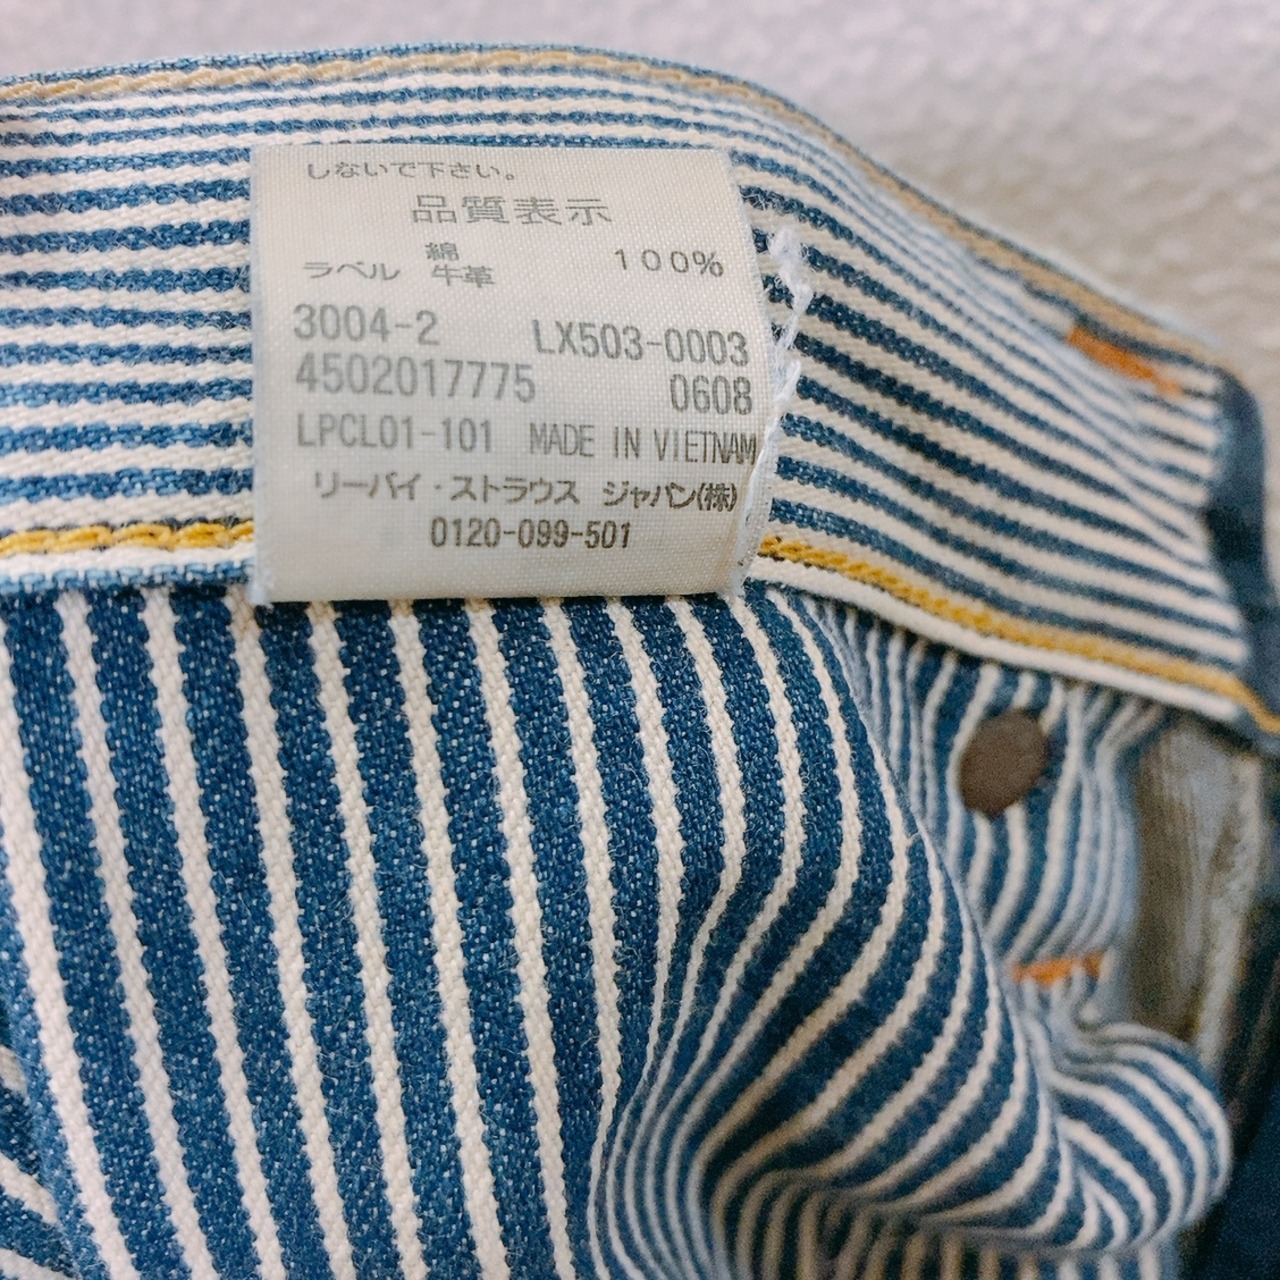 しないで下さい。
品質表示
綿 100%
ラベル 牛革
3004-2 LX503-0003
4502017775 0608
LPCL01-101 MADE IN VIETNAM
リーバイ・ストラウス ジャパン(株)
0120-099-501